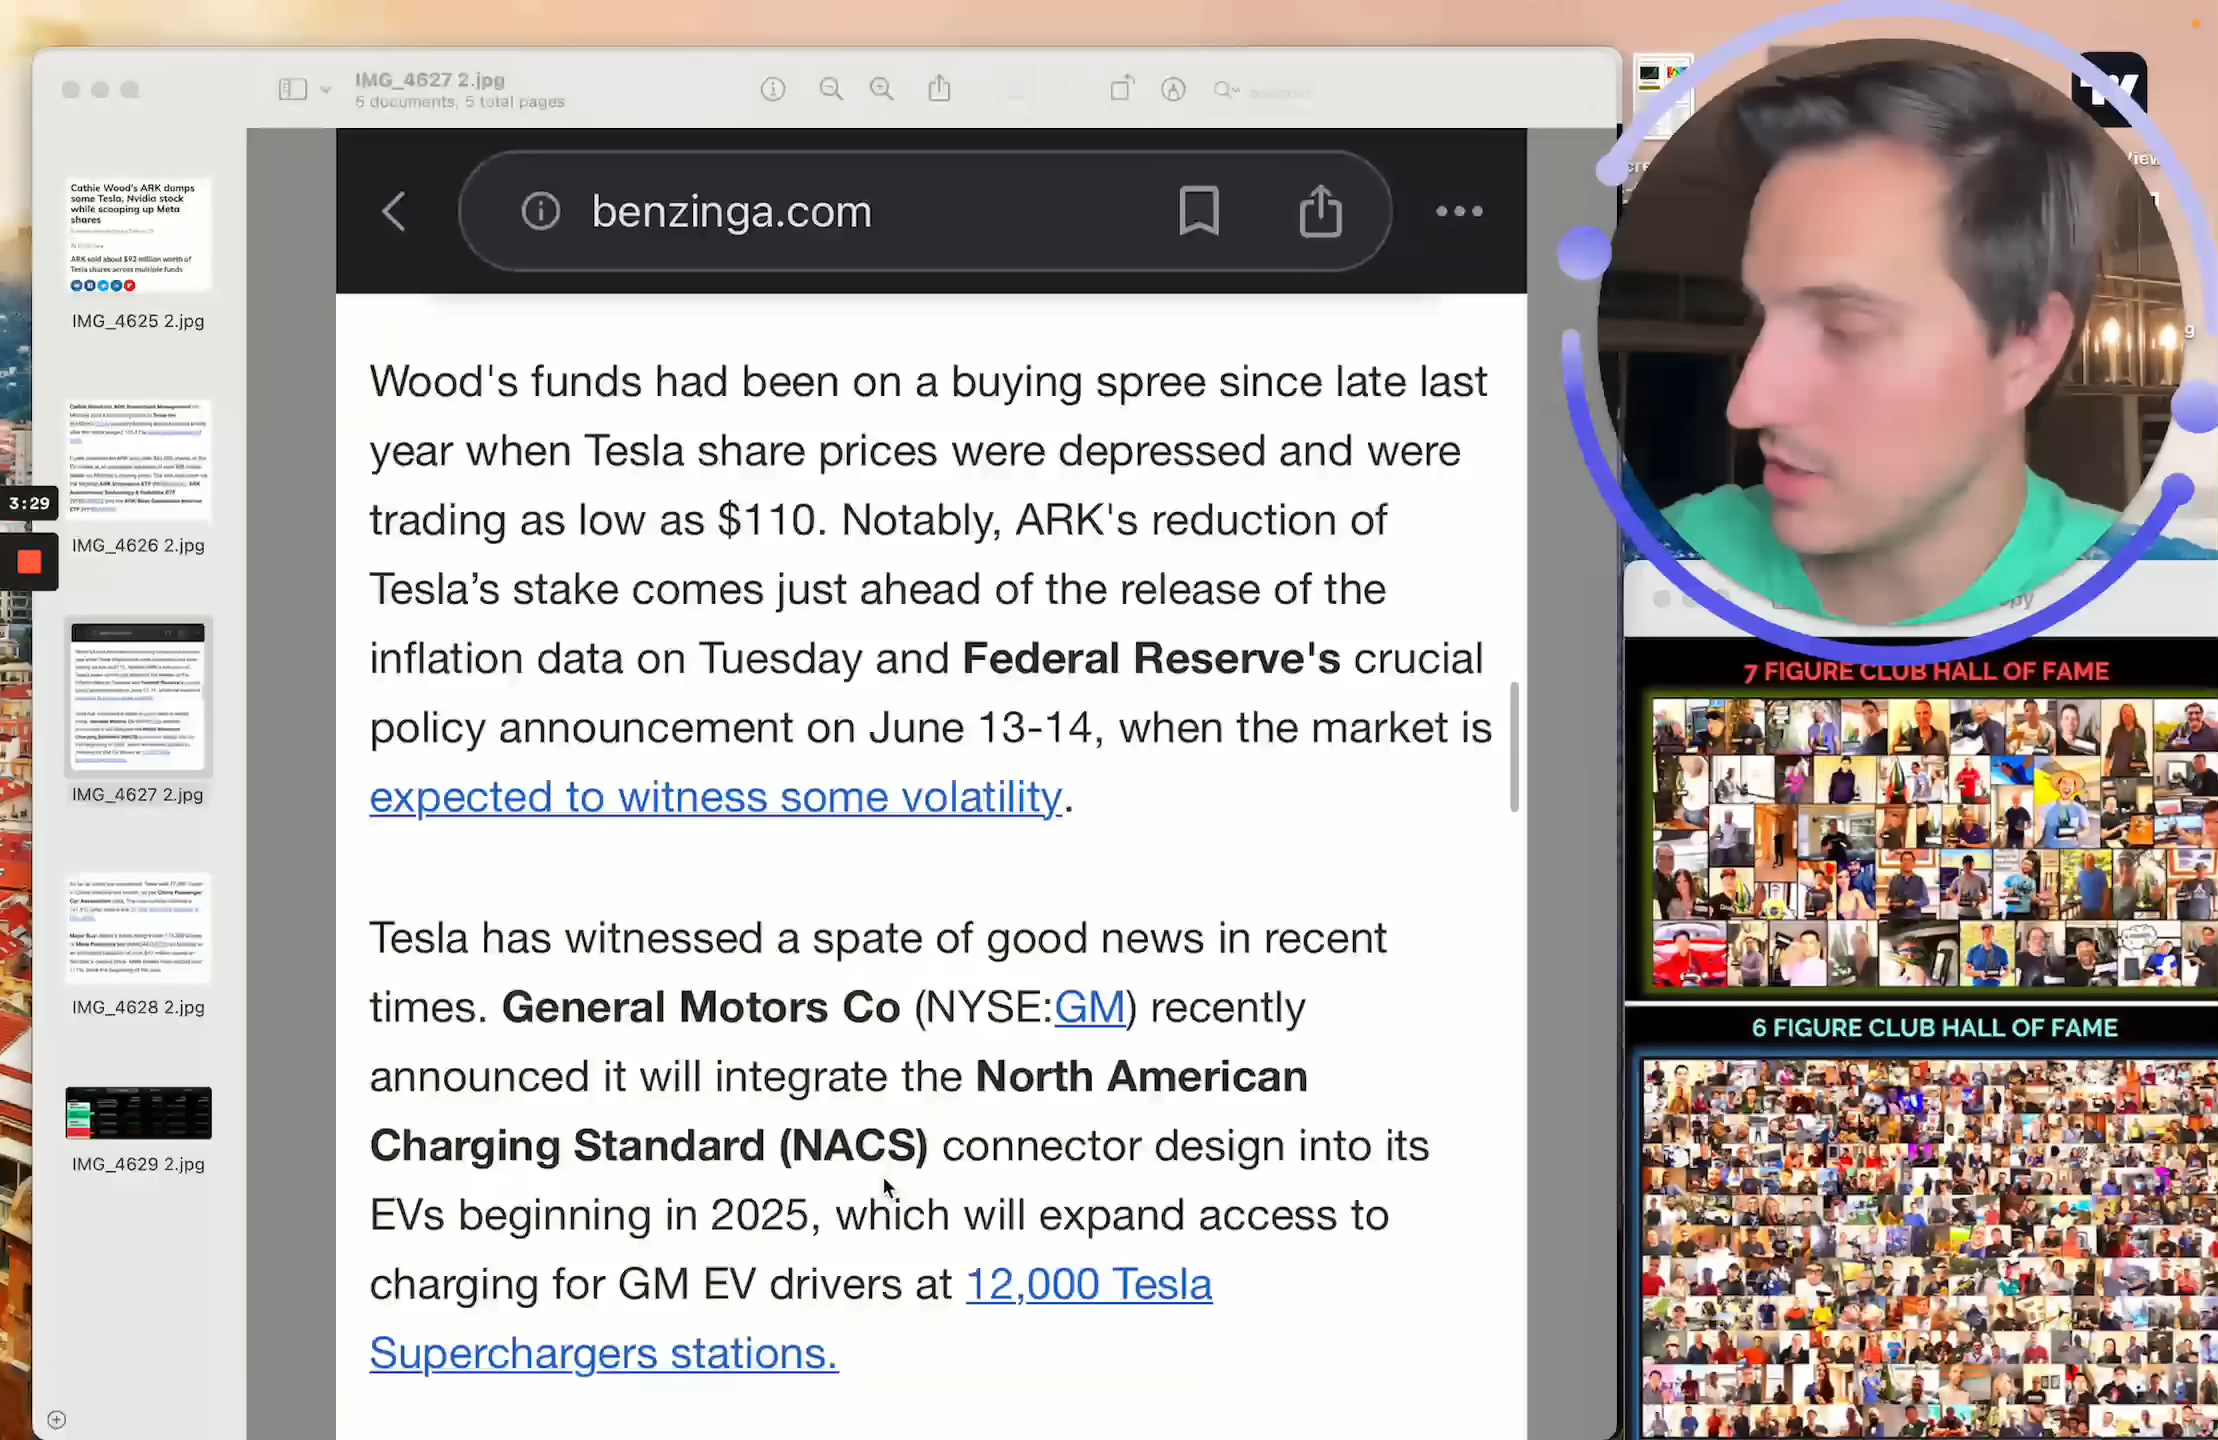 IMG_4627 2.jpg
5 documents, 5 total pages
Cathie Wood's ARK dumps
some Tesla, Nvidia stock
while scooping up Meta
shares
ARK sold about $92 million worth of
Tesla shares across multiple funds
IMG_4625 2.jpg
IMG_4626 2.jpg
IMG_4627 2.jpg
IMG_4628 2.jpg
IMG_4629 2.jpg
3:29
benzinga.com
Wood's funds had been on a buying spree since late last
year when Tesla share prices were depressed and were
trading as low as $110. Notably, ARK's reduction of
Tesla’s stake comes just ahead of the release of the
inflation data on Tuesday and Federal Reserve's crucial
policy announcement on June 13-14, when the market is
expected to witness some volatility.
Tesla has witnessed a spate of good news in recent
times. General Motors Co (NYSE:GM) recently
announced it will integrate the North American
Charging Standard (NACS) connector design into its
EVs beginning in 2025, which will expand access to
charging for GM EV drivers at 12,000 Tesla
Superchargers stations.
7 FIGURE CLUB HALL OF FAME
6 FIGURE CLUB HALL OF FAME